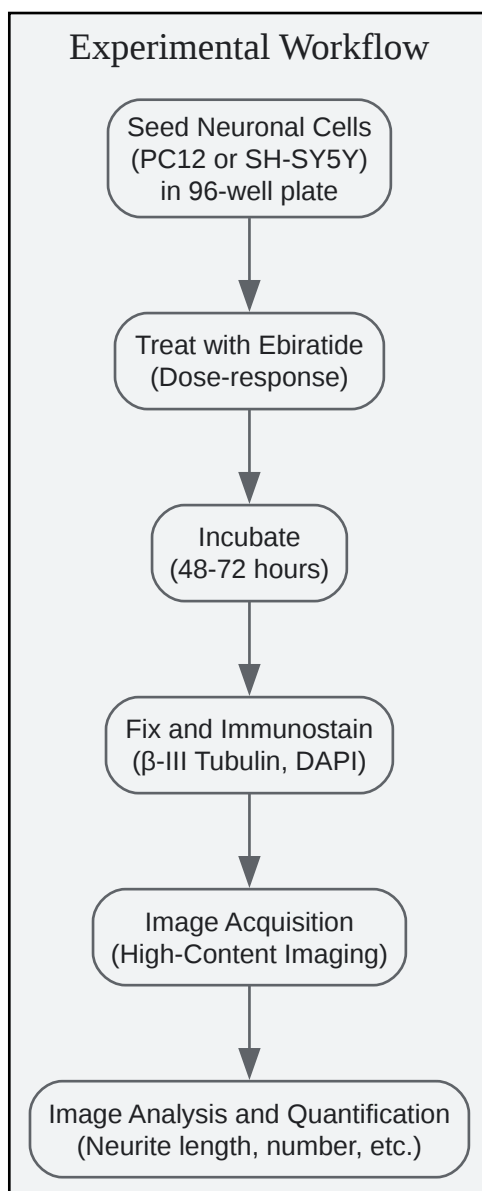 Experimental Workflow
Seed Neuronal Cells
(PC12 or SH-SY5Y)
in 96-well plate
Treat with Ebiratide
(Dose-response)
Incubate
(48-72 hours)
Fix and Immunostain
(β-III Tubulin, DAPI)
Image Acquisition
(High-Content Imaging)
Image Analysis and Quantification
(Neurite length, number, etc.)